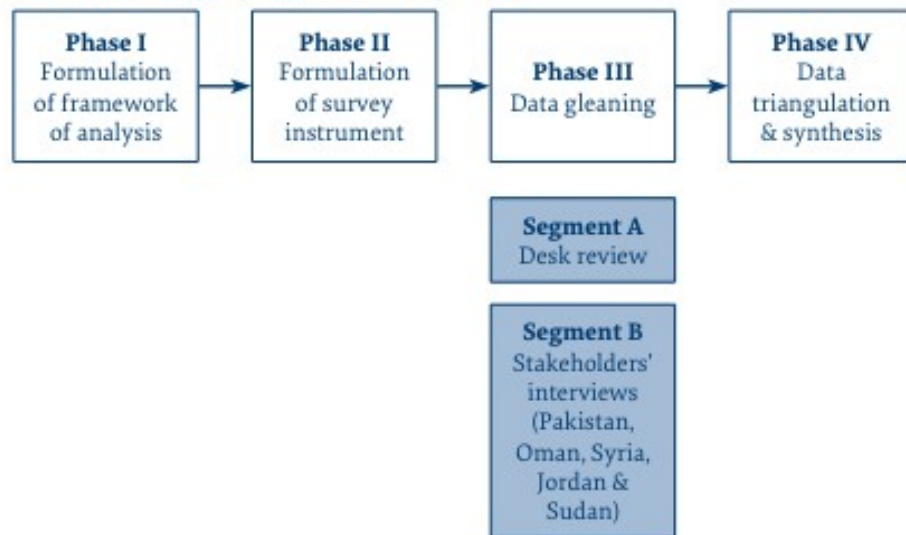 Phase I
Formulation
of framework
of analysis
Phase II
Formulation
of survey
instrument
Phase III
Data gleaning
Phase IV
Data
triangulation
& synthesis
Segment A
Desk review
Segment B
Stakeholders'
interviews
(Pakistan,
Oman, Syria,
Jordan &
Sudan)